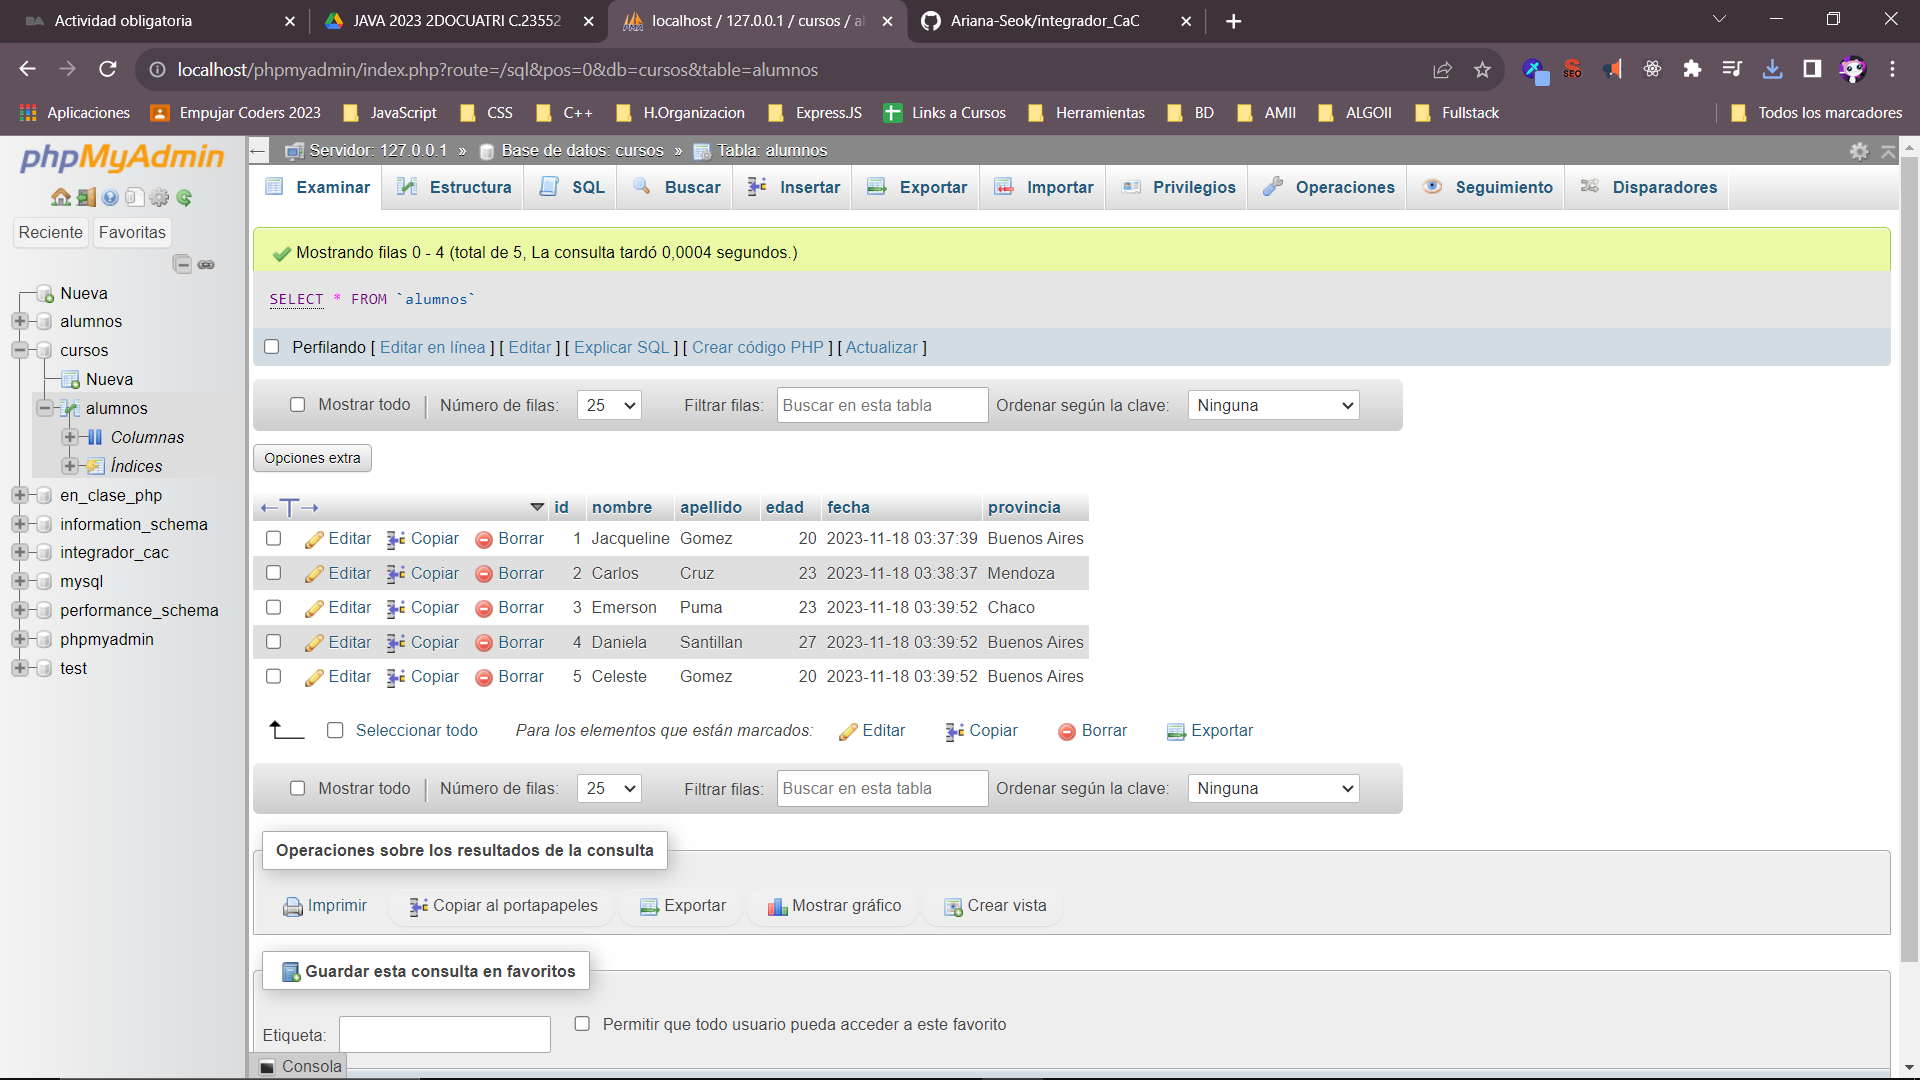 Actividad obligatoria
JAVA 2023 2DOCUATRI C.23552
localhost / 127.0.0.1 / cursos / al
Ariana-Seok/integrador_CaC
localhost/phpmyadmin/index.php?route=/sql&pos=0&db=cursos&table=alumnos
SEO
Aplicaciones
Empujar Coders 2023
JavaScript
CSS
C++
H.Organizacion
Express.JS
Links a Cursos
Herramientas
BD
AMII
ALGOII
Fullstack
Todos los marcadores
phpMyAdmin
Reciente
Favoritas
Nueva
alumnos
cursos
Nueva
alumnos
Columnas
Índices
en_clase_php
information_schema
integrador_cac
mysql
performance_schema
phpmyadmin
test
Servidor: 127.0.0.1 » Base de datos: cursos » Tabla: alumnos
Examinar
Estructura
SQL
Buscar
Insertar
Exportar
Importar
Privilegios
Operaciones
Seguimiento
Disparadores
Mostrando filas 0 - 4 (total de 5, La consulta tardó 0,0004 segundos.)
SELECT * FROM `alumnos`
Perfilando [ Editar en línea ] [ Editar ] [ Explicar SQL ] [ Crear código PHP ] [ Actualizar ]
Mostrar todo | Número de filas: 25 Filtrar filas: Buscar en esta tabla Ordenar según la clave: Ninguna
Opciones extra
id nombre apellido edad fecha provincia
Editar Copiar Borrar 1 Jacqueline Gomez 20 2023-11-18 03:37:39 Buenos Aires
Editar Copiar Borrar 2 Carlos Cruz 23 2023-11-18 03:38:37 Mendoza
Editar Copiar Borrar 3 Emerson Puma 23 2023-11-18 03:39:52 Chaco
Editar Copiar Borrar 4 Daniela Santillan 27 2023-11-18 03:39:52 Buenos Aires
Editar Copiar Borrar 5 Celeste Gomez 20 2023-11-18 03:39:52 Buenos Aires
Seleccionar todo Para los elementos que están marcados: Editar Copiar Borrar Exportar
Mostrar todo | Número de filas: 25 Filtrar filas: Buscar en esta tabla Ordenar según la clave: Ninguna
Operaciones sobre los resultados de la consulta
Imprimir Copiar al portapapeles Exportar Mostrar gráfico Crear vista
Guardar esta consulta en favoritos
Etiqueta: Permitir que todo usuario pueda acceder a este favorito
Consola